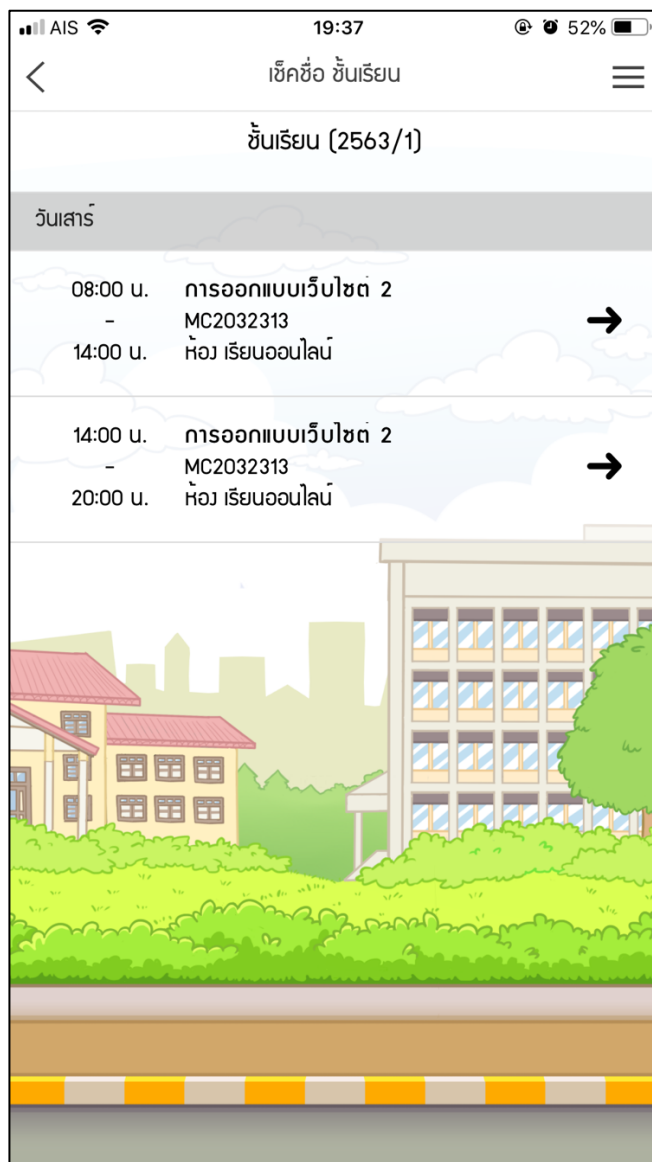 AIS 19:37 52%
เช็คชื่อ ชั้นเรียน
ชั้นเรียน (2563/1)
วันเสาร์
08:00 น. การออกแบบเว็บไซต์ 2
- MC2032313
14:00 น. ห้อง เรียนออนไลน์
14:00 น. การออกแบบเว็บไซต์ 2
- MC2032313
20:00 น. ห้อง เรียนออนไลน์